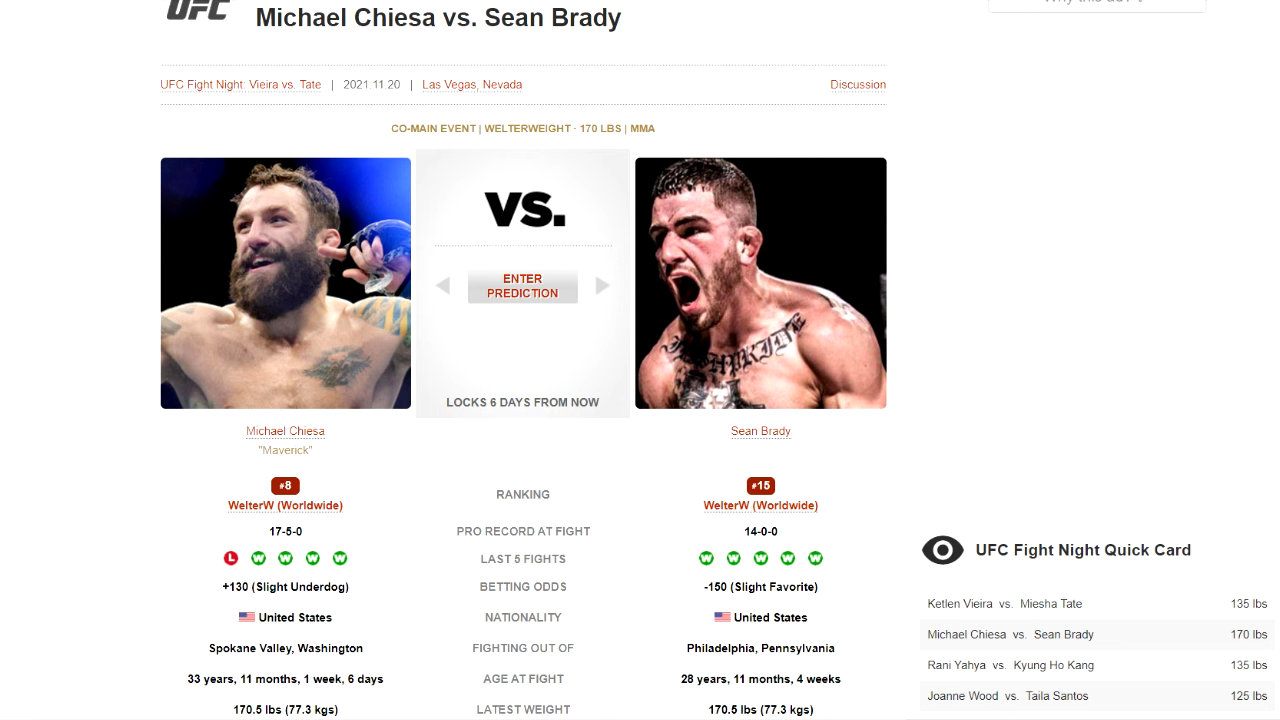 UFC
Michael Chiesa vs. Sean Brady
UFC Fight Night: Vieira vs. Tate | 2021.11.20 | Las Vegas, Nevada
Discussion
CO-MAIN EVENT | WELTERWEIGHT · 170 LBS | MMA
VS.
ENTER
PREDICTION
LOCKS 6 DAYS FROM NOW
Michael Chiesa
"Maverick"
Sean Brady
#8
WelterW (Worldwide)
RANKING
#15
WelterW (Worldwide)
17-5-0 PRO RECORD AT FIGHT 14-0-0
L W W W W LAST 5 FIGHTS W W W W W
+130 (Slight Underdog) BETTING ODDS -150 (Slight Favorite)
United States NATIONALITY United States
Spokane Valley, Washington FIGHTING OUT OF Philadelphia, Pennsylvania
33 years, 11 months, 1 week, 6 days AGE AT FIGHT 28 years, 11 months, 4 weeks
170.5 lbs (77.3 kgs) LATEST WEIGHT 170.5 lbs (77.3 kgs)
UFC Fight Night Quick Card
Ketlen Vieira vs. Miesha Tate 135 lbs
Michael Chiesa vs. Sean Brady 170 lbs
Rani Yahya vs. Kyung Ho Kang 135 lbs
Joanne Wood vs. Taila Santos 125 lbs